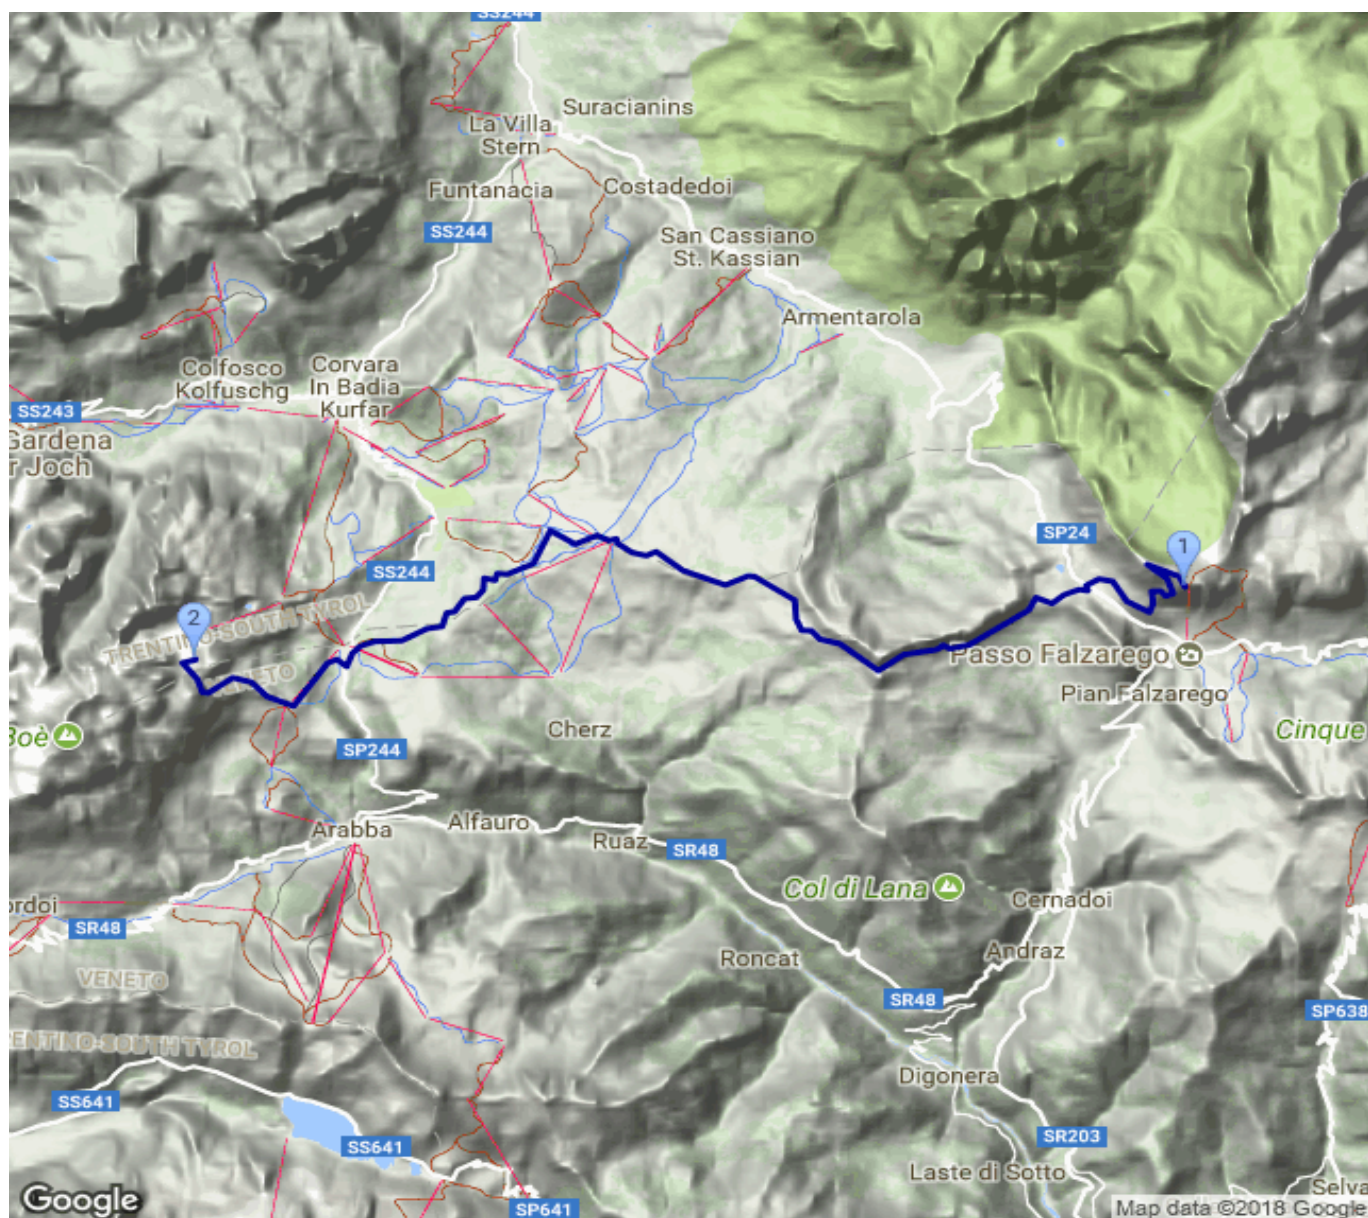 SS244
Suracianins
La Villa
Stern
Funtanacia
Costadedoi
SS244
San Cassiano
St. Kassian
Armentarola
Colfosco
Kolfuschg
Corvara
In Badia
Kurfar
SS243
Gardena
r Joch
SP24
1
SS244
2
TRENTINO-SOUTH TYROL
Passo Falzarego
Pian Falzarego
Boè
Cherz
Cinque
SP244
Arabba
Alfauro
Ruaz
SR48
Col di Lana
Cernadoi
ordoi
SR48
Andraz
Roncat
VENETO
SR48
SP638
RENTINO-SOUTH TYROL
Digonera
SS641
SS641
SR203
Laste di Sotto
Selva
Google
SP641
Map data ©2018 Google